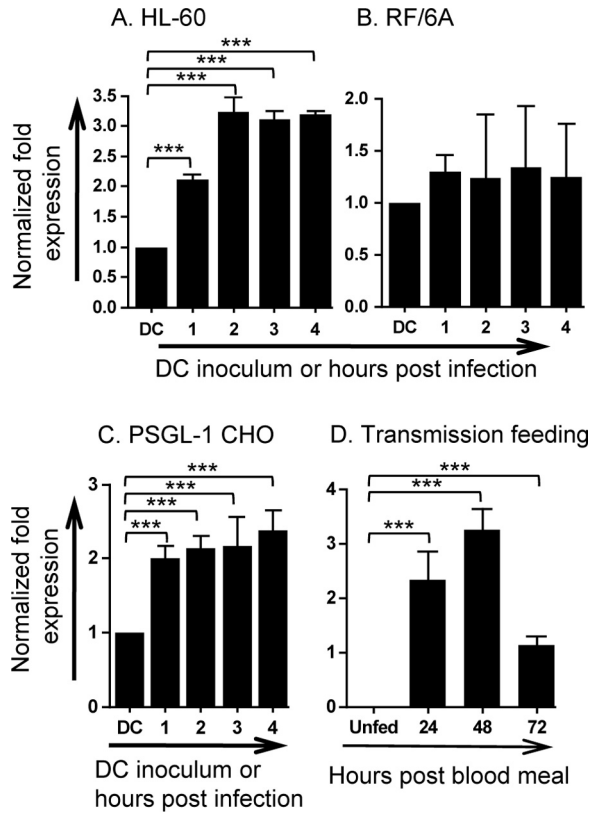 A. HL-60
B. RF/6A
Normalized fold
expression
***
***
***
***
3.5
3.0
2.5
2.0
1.5
1.0
0.5
0.0
DC 1 2 3 4
2.0
1.5
1.0
0.5
0.0
DC 1 2 3 4
DC inoculum or hours post infection
C. PSGL-1 CHO
D. Transmission feeding
Normalized fold
expression
***
***
***
***
3
2
1
0
DC 1 2 3 4
DC inoculum or
hours post infection
***
***
***
4
3
2
1
0
Unfed 24 48 72
Hours post blood meal